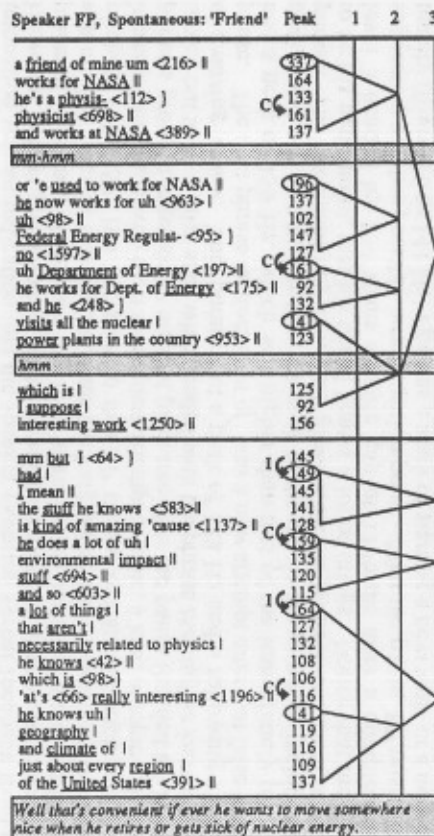 Speaker FP, Spontaneous: 'Friend' Peak 1 2 3
a friend of mine um <216> || 337
works for NASA || 164
he's a physis- <112> } 133
physicist <698> || C 161
and works at NASA <389> || 137
mm-hmm
or 'e used to work for NASA || 196
he now works for uh <963> | 137
uh <98> || 102
Federal Energy Regulat- <95> } 147
no <1597> || 127
uh Department of Energy <197> || C 161
he works for Dept. of Energy <175> || 92
and he <248> } 132
visits all the nuclear | 141
power plants in the country <953> || 123
hmm
which is | 125
I suppose | 92
interesting work <1250> || 156
mm but I <64> } 145
had | I 149
I mean || 145
the stuff he knows <583> || 141
is kind of amazing 'cause <1137> || 128
he does a lot of uh | C 159
environmental impact || 135
stuff <694> || 120
and so <603> || 115
a lot of things | I 164
that aren't | 127
necessarily related to physics | 132
he knows <42> || 108
which is <98> } 106
'at's <66> really interesting <1196> || C 116
he knows uh | 141
geography | 119
and climate of | 116
just about every region | 109
of the United States <391> || 137
Well that's convenient if ever he wants to move somewhere
nice when he retires or gets sick of nuclear energy.